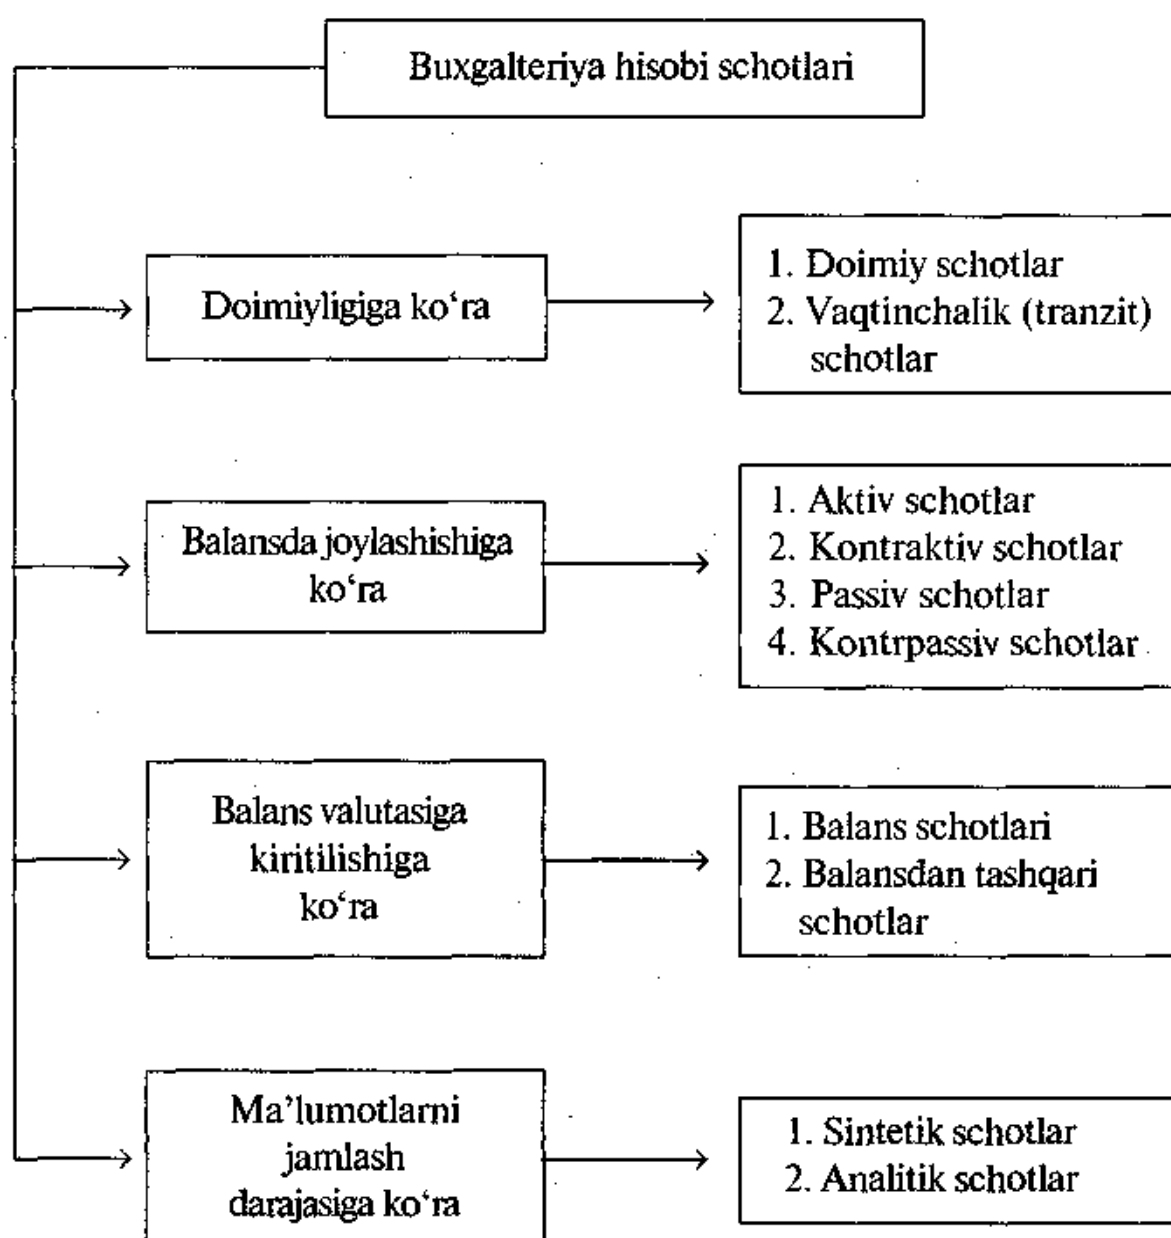 Buxgalteriya hisobi schotlari
Doimiyligiga ko‘ra
1. Doimiy schotlar
2. Vaqtinchalik (tranzit)
schotlar
Balansda joylashishiga
ko‘ra
1. Aktiv schotlar
2. Kontraktiv schotlar
3. Passiv schotlar
4. Kontrpassiv schotlar
Balans valutasiga
kiritilishiga
ko‘ra
1. Balans schotlari
2. Balansdan tashqari
schotlar
Ma’lumotlarni
jamlash
darajasiga ko‘ra
1. Sintetik schotlar
2. Analitik schotlar